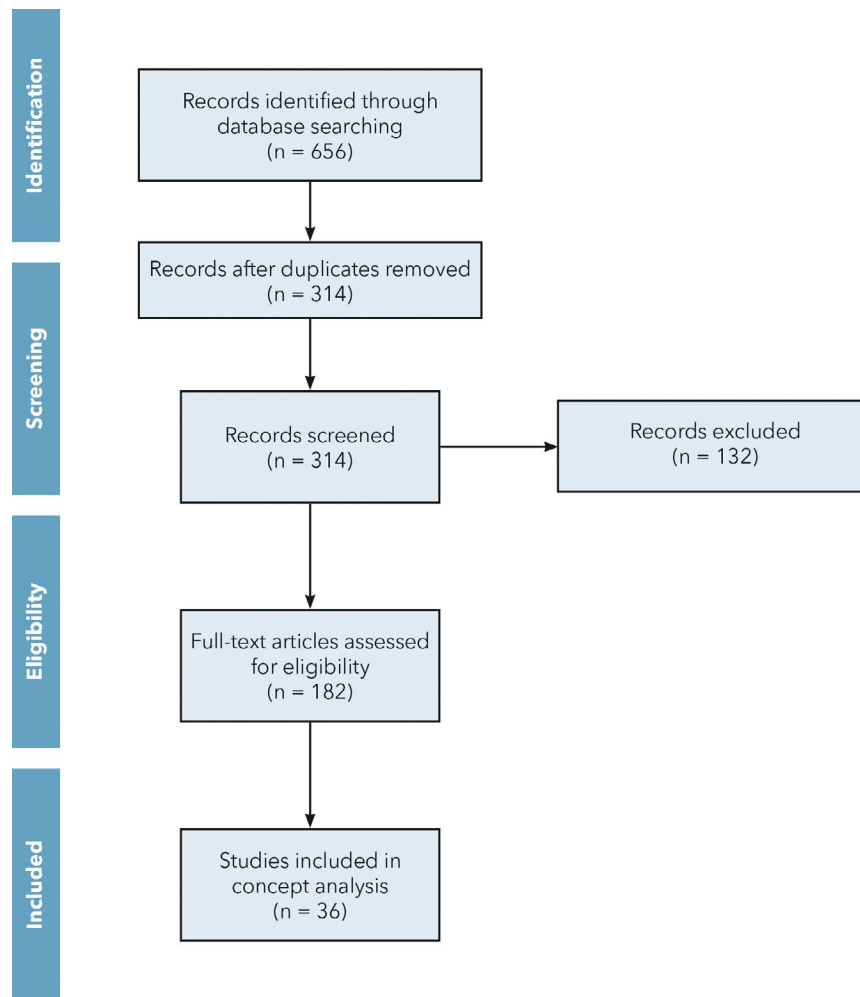 Identification
Records identified through
database searching
(n = 656)
Records after duplicates removed
(n = 314)
Screening
Records screened
(n = 314)
Records excluded
(n = 132)
Eligibility
Full-text articles assessed
for eligibility
(n = 182)
Included
Studies included in
concept analysis
(n = 36)